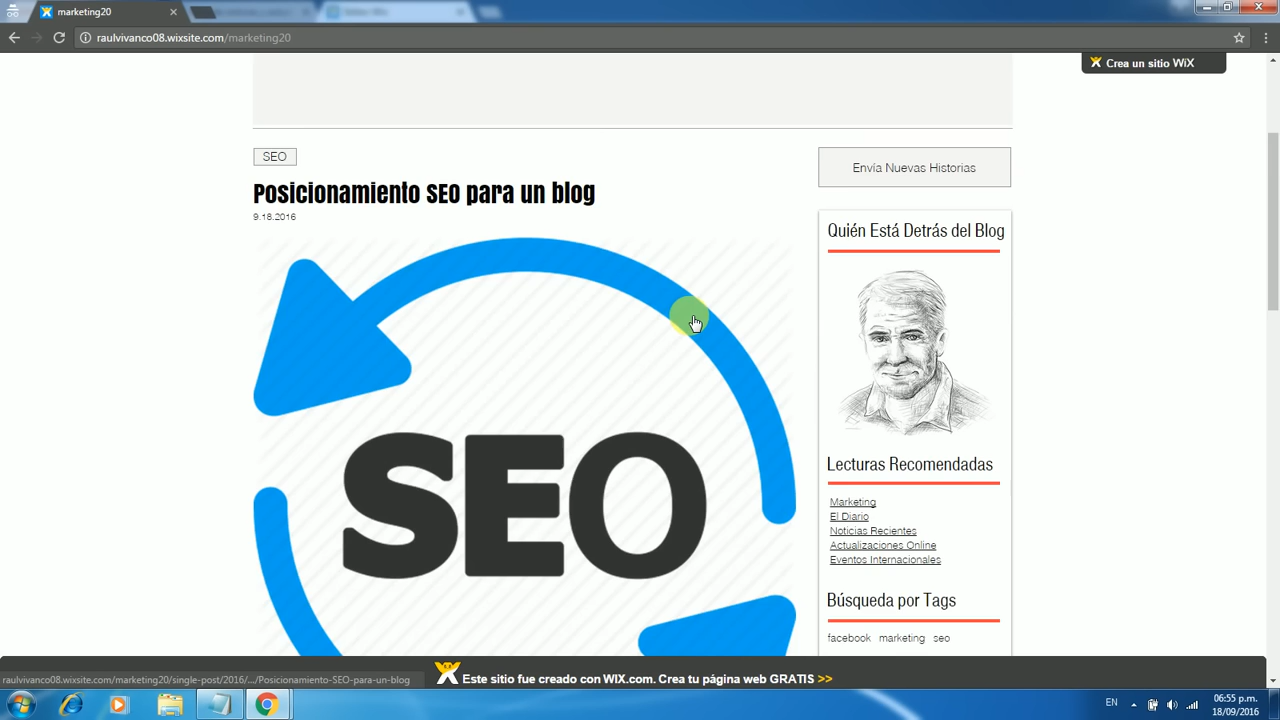 marketing20
raulvivanco08.wixsite.com/marketing20
Crea un sitio WiX
SEO
Envía Nuevas Historias
Posicionamiento SEO para un blog
9.18.2016
Quién Está Detrás del Blog
SEO
Lecturas Recomendadas
Marketing
El Diario
Noticias Recientes
Actualizaciones Online
Eventos Internacionales
Búsqueda por Tags
facebook marketing seo
raulvivanco08.wixsite.com/marketing20/single-post/2016/.../Posicionamiento-SEO-para-un-blog
Este sitio fue creado con WIX.com. Crea tu página web GRATIS >>
EN
06:55 p.m.
18/09/2016